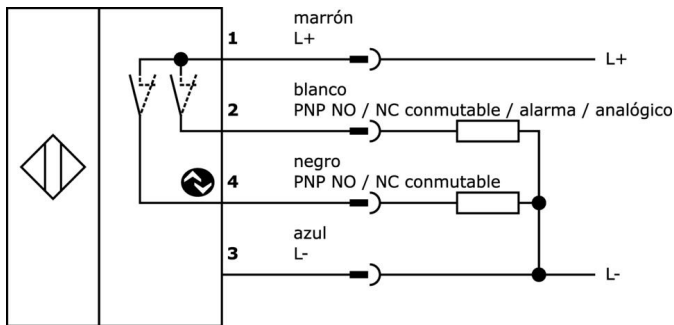 marrón
1 L+
L+
blanco
2 PNP NO / NC conmutable / alarma / analógico
negro
4 PNP NO / NC conmutable
azul
3 L-
L-